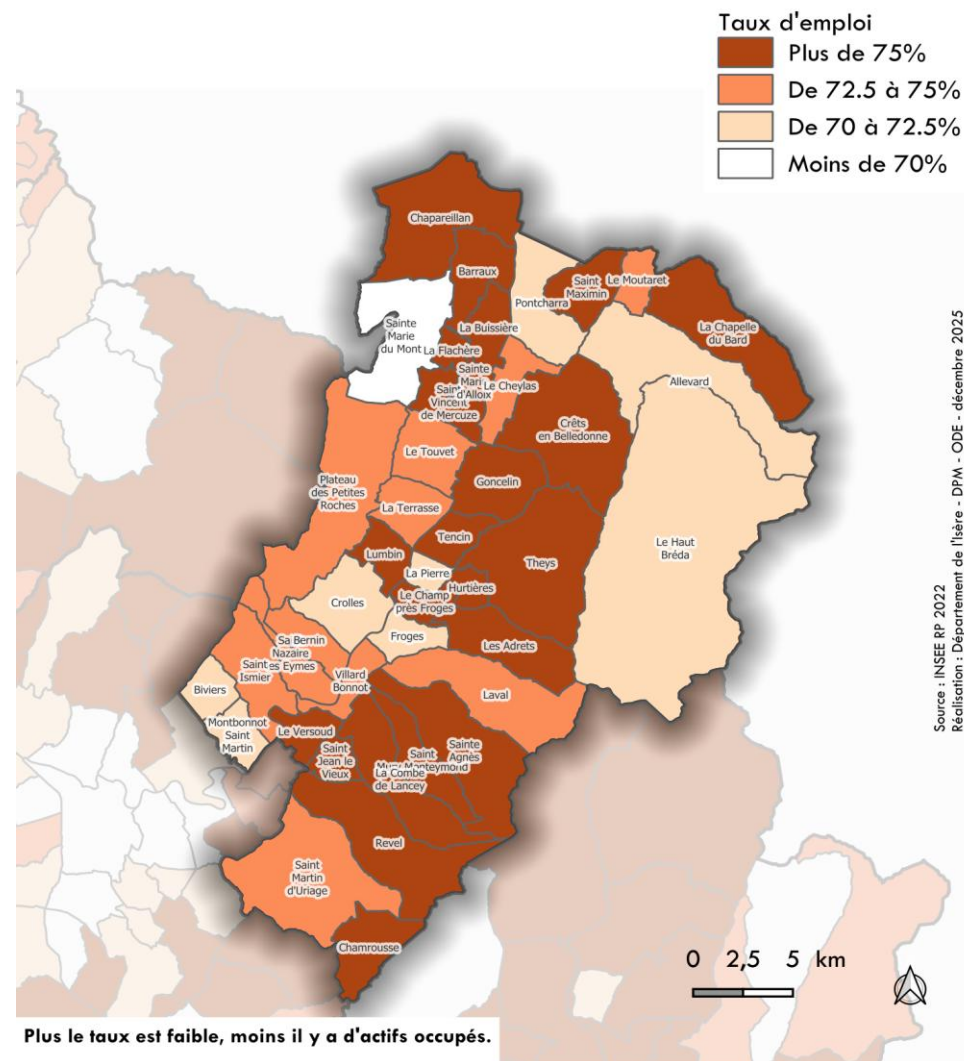 Taux d'emploi
Plus de 75%
De 72.5 à 75%
De 70 à 72.5%
Moins de 70%
Chapareillan
Barraux
Saint
Maximin
Le Moutaret
Pontcharra
La Chapelle
du Bard
Sainte
Marie
du Mont
La Buissière
La Flachère
Sainte
Mari
d'Alloix
Le Cheylas
Sain
Vincent
de Mercuze
Allevard
Crêts
en Belledonne
Le Touvet
Plateau
des Petites
Roches
Goncelin
La Terrasse
Tencin
Le Haut
Bréda
Lumbin
Theys
La Pierre
Hurtières
Le Champ
près Froges
Crolles
Froges
Les Adrets
Sa Bernin
Nazaire
es Eymes
Saint
Ismier
Villard
Bonnot
Laval
Biviers
Montbonnot
Saint
Martin
Le Versoud
Saint
Jean le
Vieux
Saint
Monteymond
Sainte
Agnès
La Combe
de Lancey
Revel
Saint
Martin
d'Uriage
Chamrousse
0 2,5 5 km
Source : INSEE RP 2022
Réalisation : Département de l'Isère - DPM - ODE - décembre 2025
Plus le taux est faible, moins il y a d'actifs occupés.